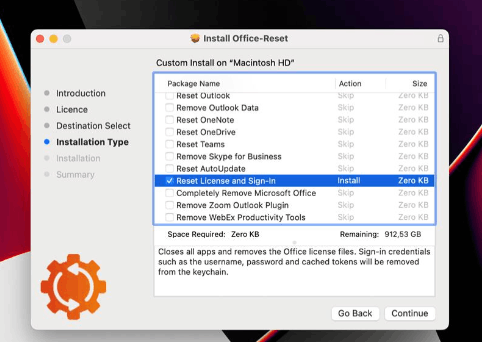 Install Office-Reset
Custom Install on "Macintosh HD"
Package Name Action Size
Reset Outlook Skip Zero KB
Remove Outlook Data Skip Zero KB
Reset OneNote Skip Zero KB
Reset OneDrive Skip Zero KB
Reset Teams Skip Zero KB
Remove Skype for Business Skip Zero KB
Reset AutoUpdate Skip Zero KB
Reset License and Sign-In Install Zero KB
Completely Remove Microsoft Office Skip Zero KB
Remove Zoom Outlook Plugin Skip Zero KB
Remove WebEx Productivity Tools Skip Zero KB
Introduction
Licence
Destination Select
Installation Type
Installation
Summary
Space Required: Zero KB Remaining: 912,53 GB
Closes all apps and removes the Office license files. Sign-in credentials
such as the username, password and cached tokens will be removed
from the keychain.
Go Back Continue